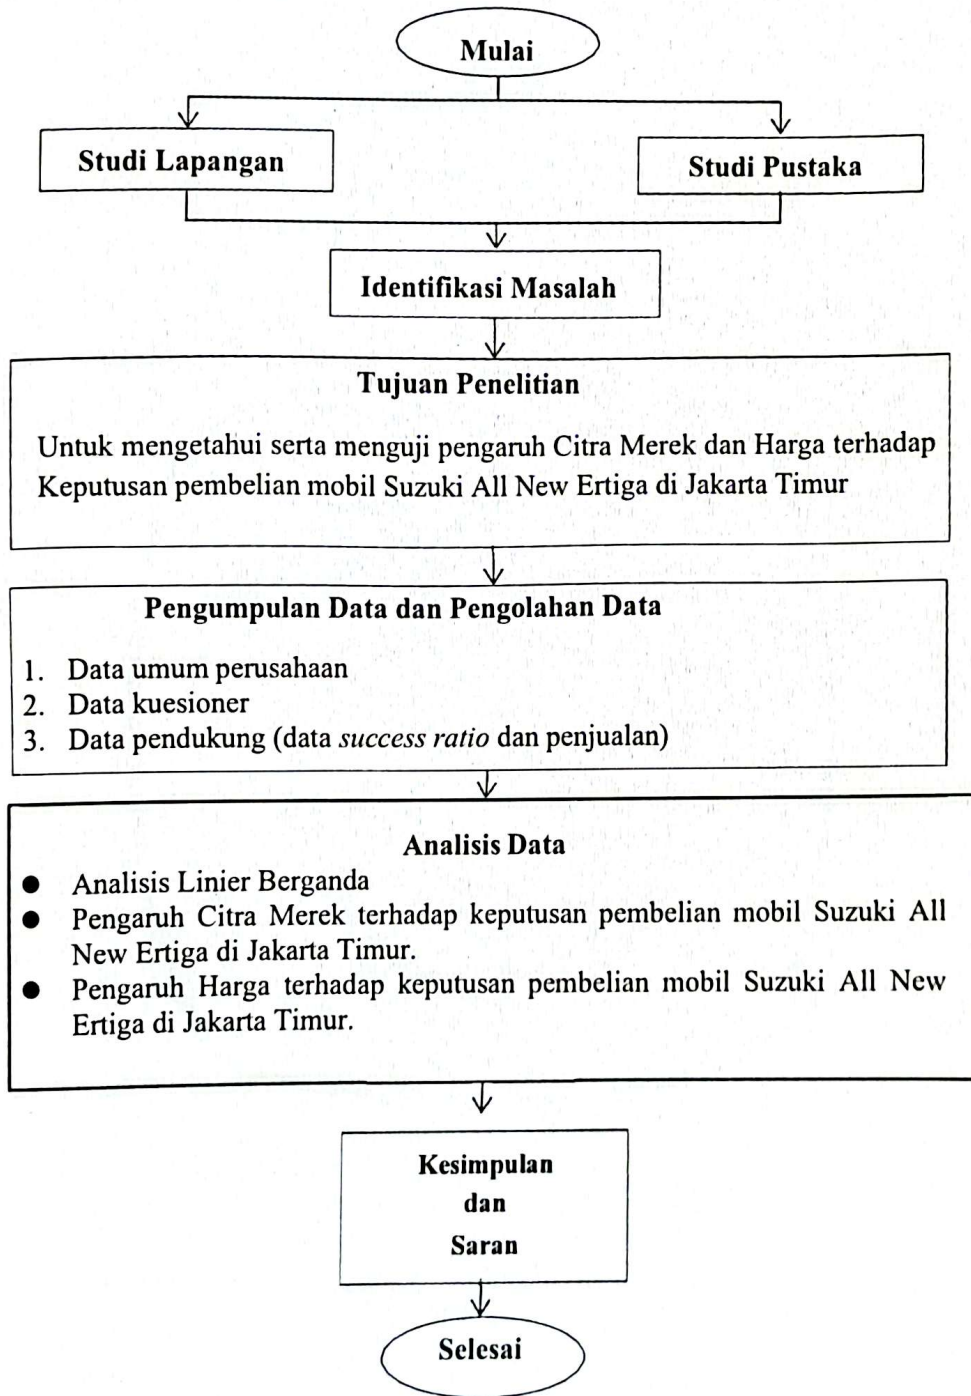 Mulai
Studi Lapangan
Studi Pustaka
Identifikasi Masalah
Tujuan Penelitian
Untuk mengetahui serta menguji pengaruh Citra Merek dan Harga terhadap
Keputusan pembelian mobil Suzuki All New Ertiga di Jakarta Timur
Pengumpulan Data dan Pengolahan Data
1. Data umum perusahaan
2. Data kuesioner
3. Data pendukung (data success ratio dan penjualan)
Analisis Data
● Analisis Linier Berganda
● Pengaruh Citra Merek terhadap keputusan pembelian mobil Suzuki All
New Ertiga di Jakarta Timur.
● Pengaruh Harga terhadap keputusan pembelian mobil Suzuki All New
Ertiga di Jakarta Timur.
Kesimpulan
dan
Saran
Selesai